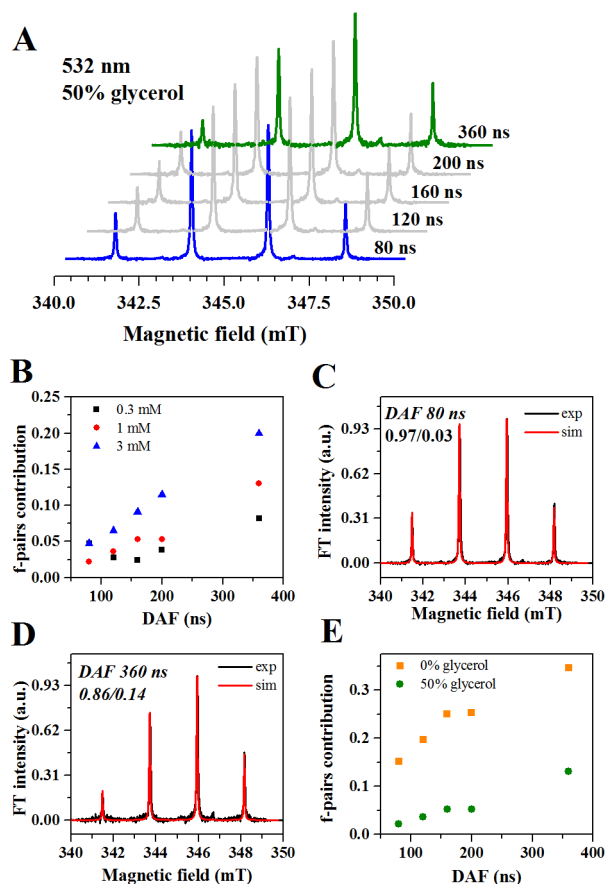 A
532 nm
50% glycerol
360 ns
200 ns
160 ns
120 ns
80 ns
340.0 342.5 345.0 347.5 350.0
Magnetic field (mT)
B
f-pairs contribution
0.25
0.20
0.15
0.10
0.05
0.00
0.3 mM
1 mM
3 mM
100 200 300 400
DAF (ns)
C
FT intensity (a.u.)
0.93
0.62
0.31
0.00
DAF 80 ns
0.97/0.03
exp
sim
340 342 344 346 348 350
Magnetic field (mT)
D
FT intensity (a.u.)
0.93
0.62
0.31
0.00
DAF 360 ns
0.86/0.14
exp
sim
340 342 344 346 348 350
Magnetic field (mT)
E
f-pairs contribution
0.3
0.2
0.1
0.0
0% glycerol
50% glycerol
100 200 300 400
DAF (ns)